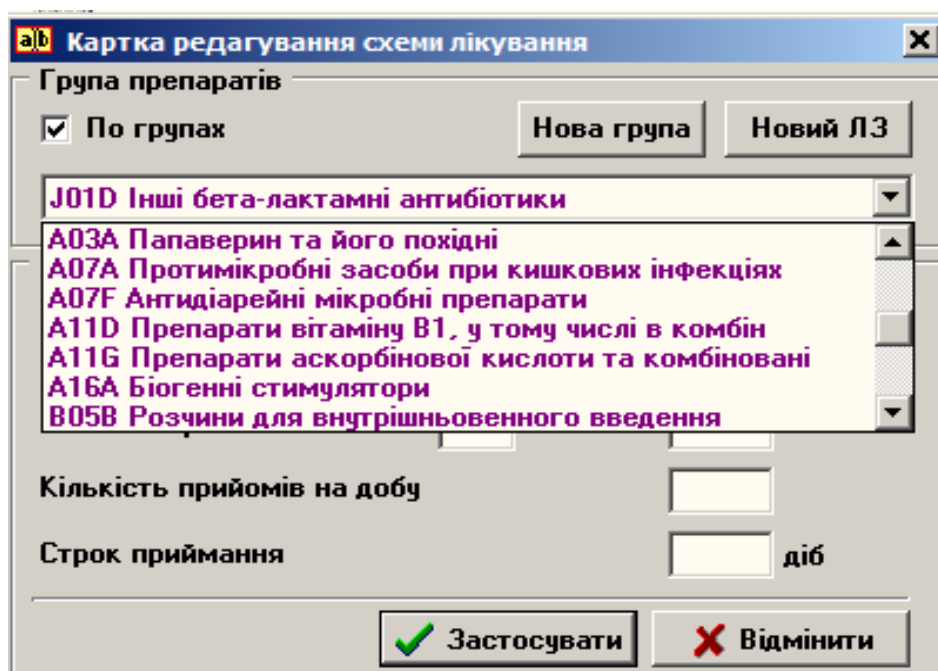 a|b Картка редагування схеми лікування
Група препаратів
По групах
Нова група
Новий ЛЗ
J01D Інші бета-лактамні антибіотики
A03A Папаверин та його похідні
A07A Протимікробні засоби при кишкових інфекціях
A07F Антидіарейні мікробні препарати
A11D Препарати вітаміну B1, у тому числі в комбін
A11G Препарати аскорбінової кислоти та комбіновані
A16A Біогенні стимулятори
B05B Розчини для внутрішньовенного введення
Кількість прийомів на добу
Строк приймання діб
Застосувати
Відмінити